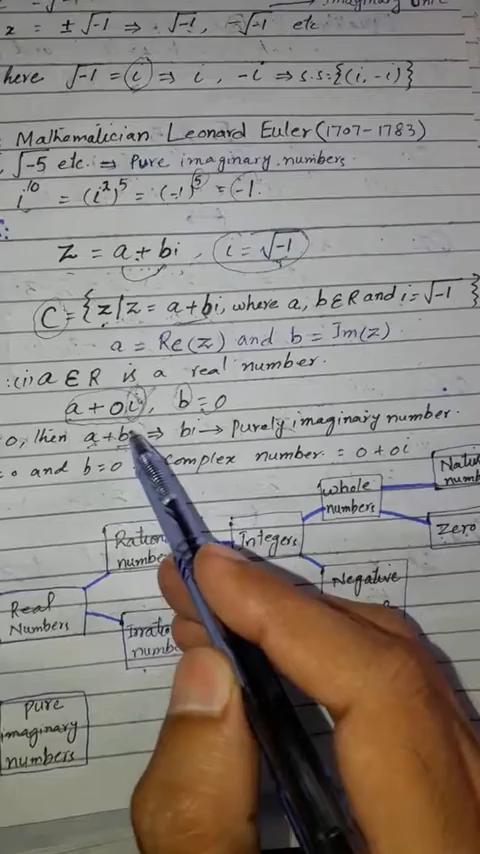 x = ± √-1 ⇒ √-1, -√-1 etc
here √-1 = i ⇒ i, -i ⇒ s.s = {(i, -i)}
Mathemalician Leonard Euler (1707-1783)
√-5 etc. ⇒ Pure imaginary numbers.
i^10 = (i^2)^5 = (-1)^5 = -1.
Z = a + bi, i = √-1
C = {z/z = a + bi, where a, b ∈ R and i = √-1}
a = Re(z) and b = Im(z)
(i) a ∈ R is a real number.
a + 0i, b = 0
0, then a + bi ⇒ bi → Purely imaginary number.
and b = 0 complex number = 0 + 0i
Whole numbers
Zero
Integers
Negative
Real Numbers
Pure imaginary numbers